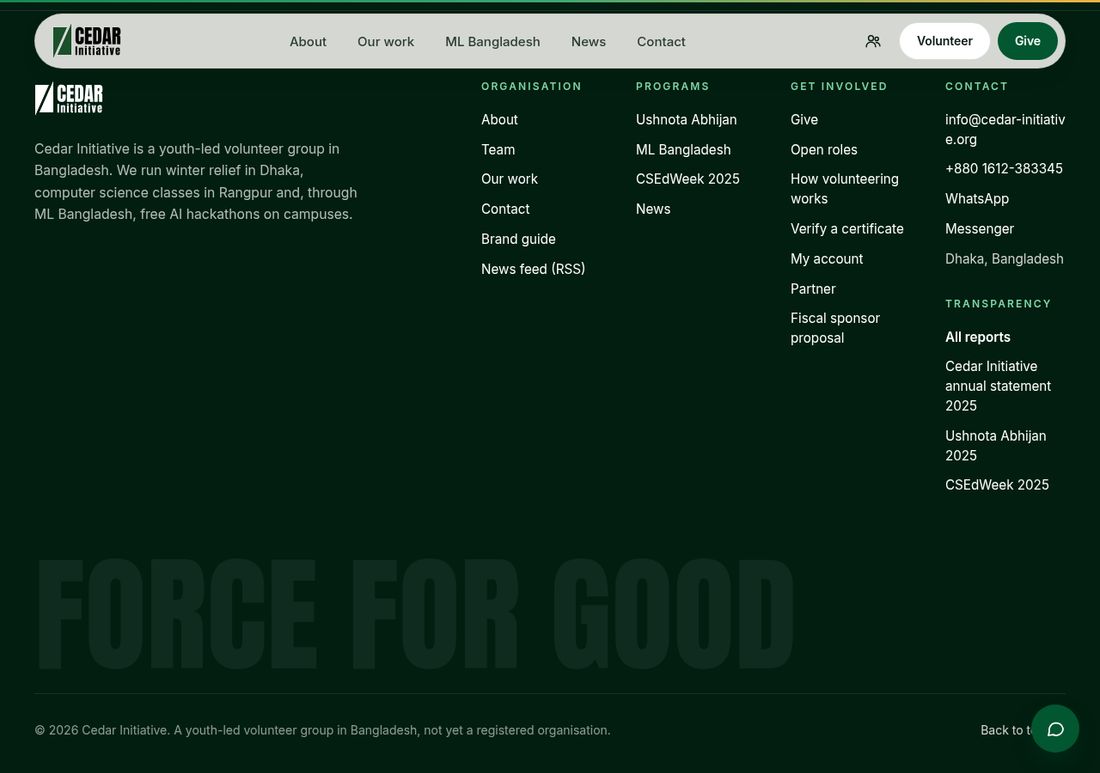 CEDAR
Initiative
About
Our work
ML Bangladesh
News
Contact
Volunteer
Give
CEDAR
Initiative
Cedar Initiative is a youth-led volunteer group in
Bangladesh. We run winter relief in Dhaka,
computer science classes in Rangpur and, through
ML Bangladesh, free AI hackathons on campuses.
ORGANISATION
About
Team
Our work
Contact
Brand guide
News feed (RSS)
PROGRAMS
Ushnota Abhijan
ML Bangladesh
CSEdWeek 2025
News
GET INVOLVED
Give
Open roles
How volunteering
works
Verify a certificate
My account
Partner
Fiscal sponsor
proposal
CONTACT
info@cedar-initiativ
e.org
+880 1612-383345
WhatsApp
Messenger
Dhaka, Bangladesh
TRANSPARENCY
All reports
Cedar Initiative
annual statement
2025
Ushnota Abhijan
2025
CSEdWeek 2025
FORCE FOR GOOD
© 2026 Cedar Initiative. A youth-led volunteer group in Bangladesh, not yet a registered organisation.
Back to